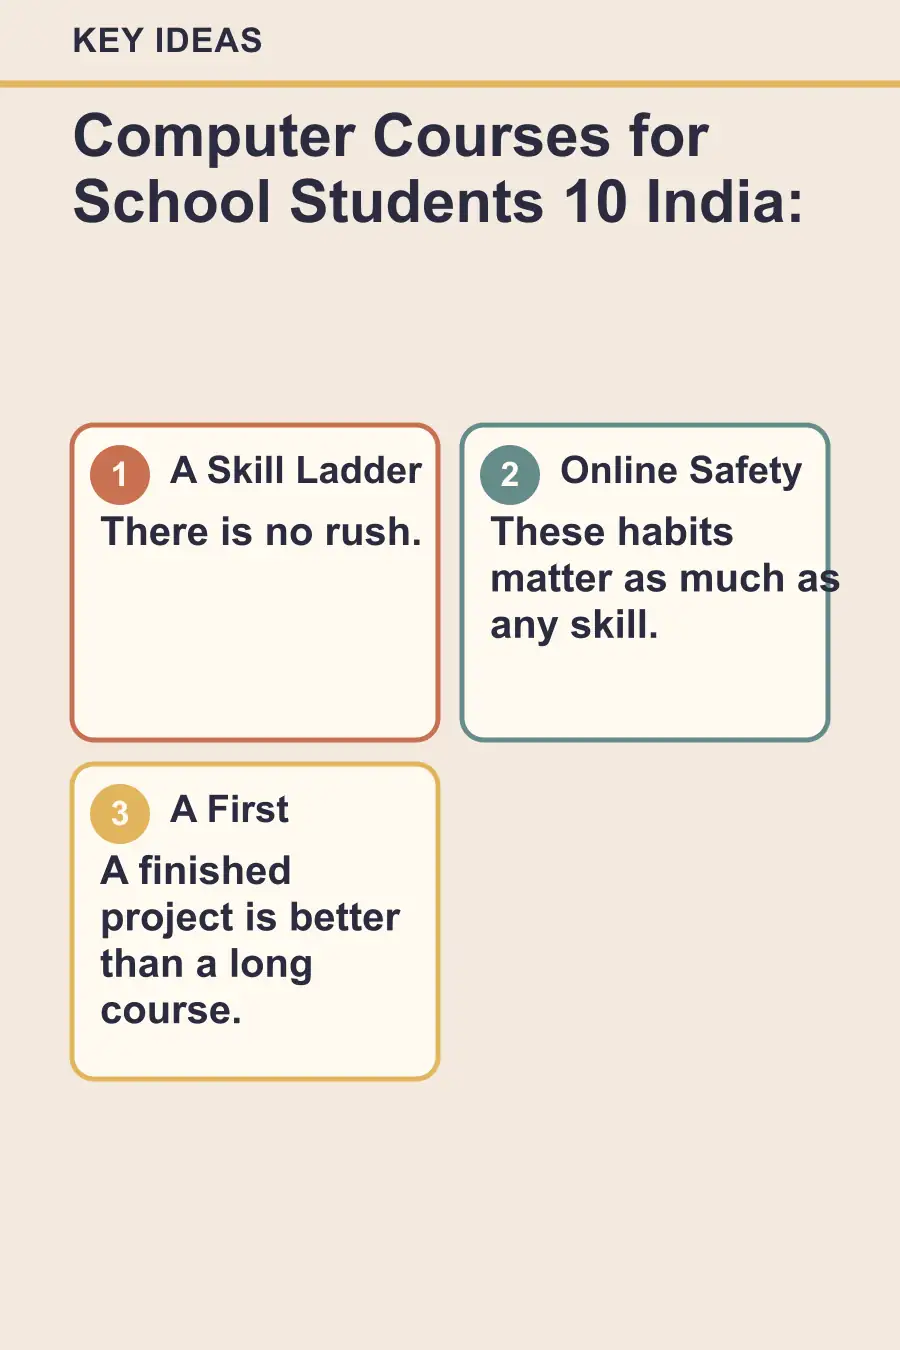 KEY IDEAS
Computer Courses for
School Students 10 India:
1 A Skill Ladder
There is no rush.
2 Online Safety
These habits
matter as much as
any skill.
3 A First
A finished
project is better
than a long
course.